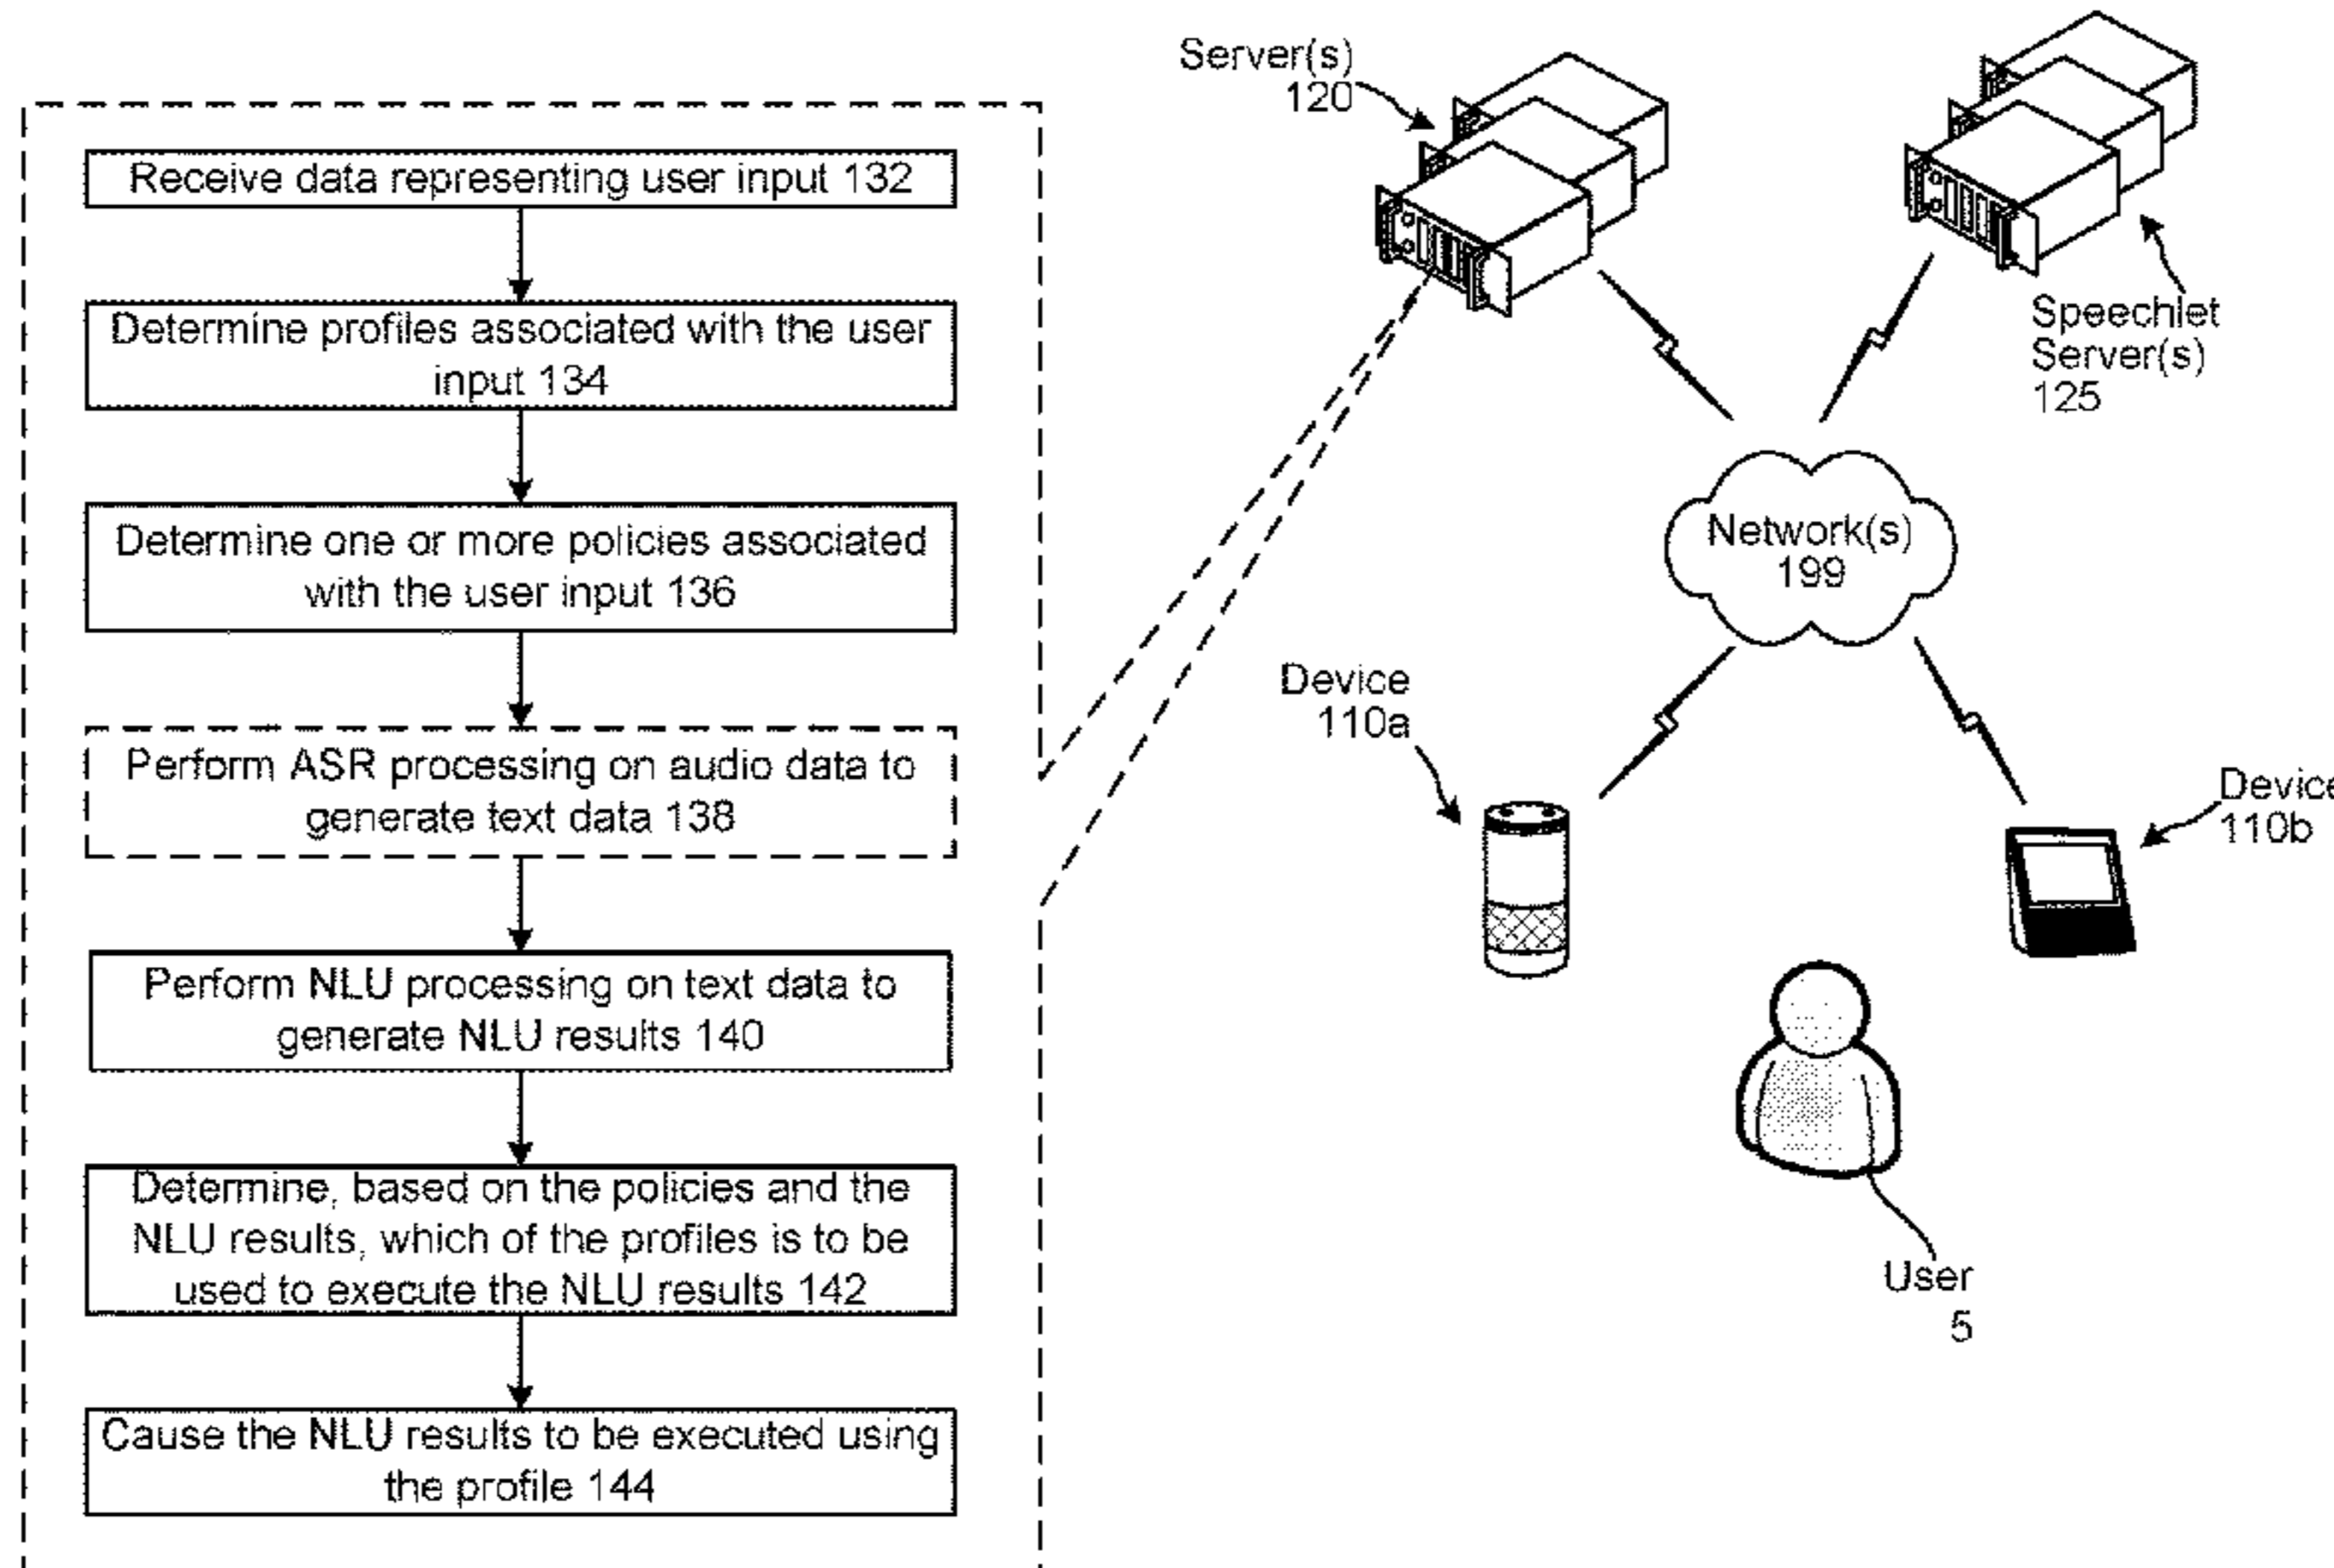 Receive data representing user input 132
Determine profiles associated with the user
input 134
Determine one or more policies associated
with the user input 136
Perform ASR processing on audio data to
generate text data 138
Perform NLU processing on text data to
generate NLU results 140
Determine, based on the policies and the
NLU results, which of the profiles is to be
used to execute the NLU results 142
Cause the NLU results to be executed using
the profile 144
Server(s)
120
Speechlet
Server(s)
125
Network(s)
199
Device
110a
Device
110b
User
5